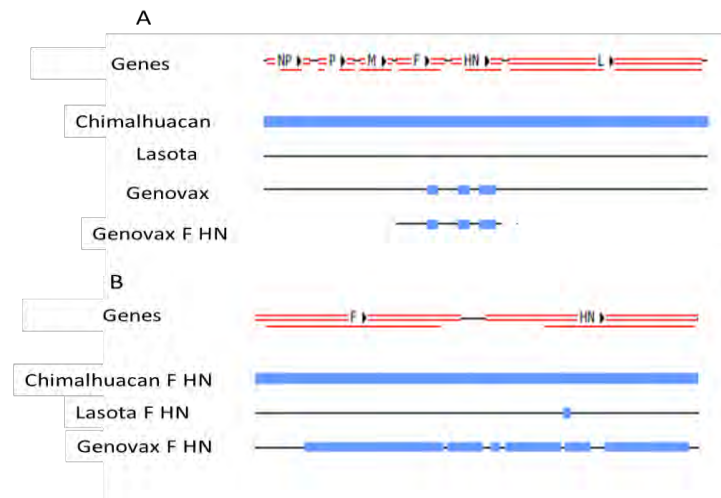 A
Genes NP P M F HN L
Chimalhuacan
Lasota
Genovax
Genovax F HN
B
Genes F HN
Chimalhuacan F HN
Lasota F HN
Genovax F HN